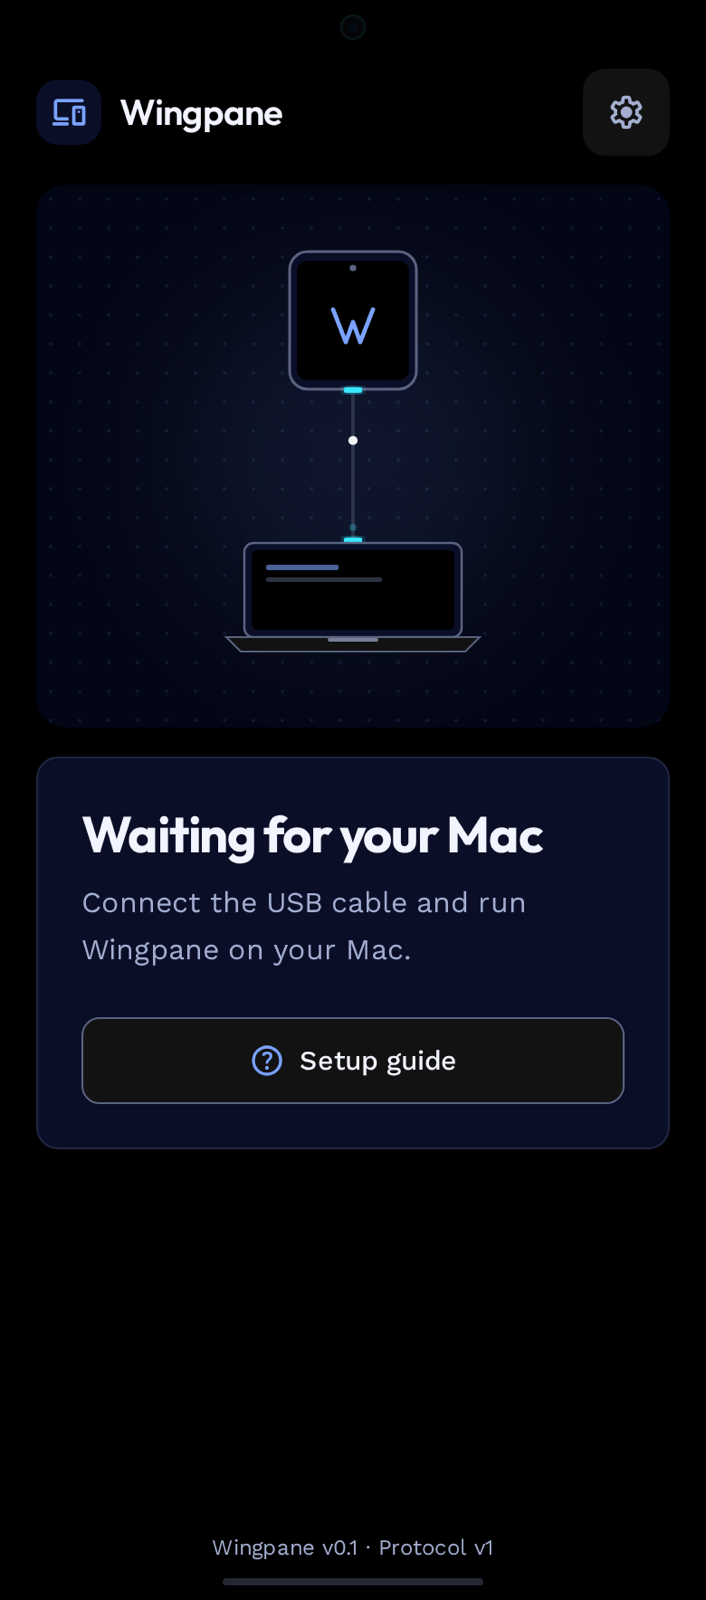 Wingpane
W
Waiting for your Mac
Connect the USB cable and run
Wingpane on your Mac.
Setup guide
Wingpane v0.1 · Protocol v1